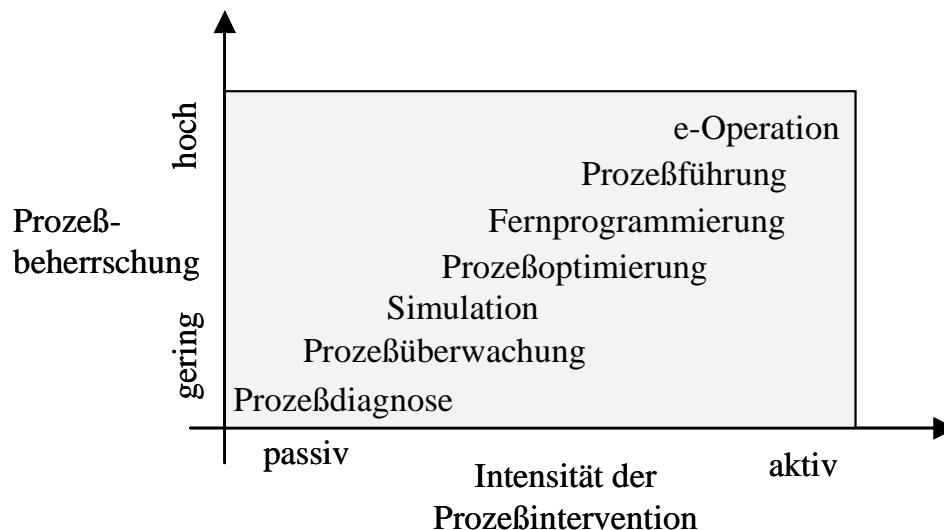 hoch
e-Operation
Prozeßführung
Prozeß-
beherrschung
Fernprogrammierung
Prozeßoptimierung
Simulation
gering
Prozeßüberwachung
Prozeßdiagnose
passiv
aktiv
Intensität der
Prozeßintervention